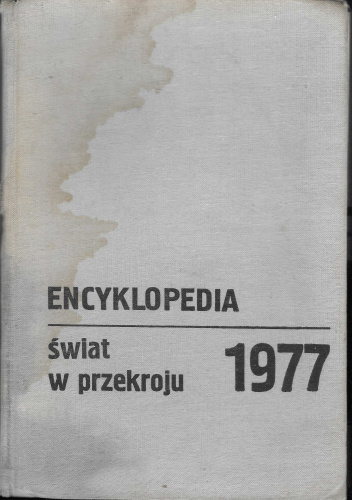 ENCYKLOPEDIA
świat
w przekroju 1977